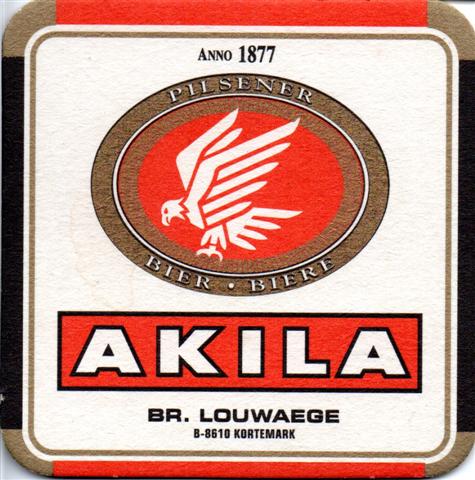 ANNO 1877
PILSENER
BIER · BIERE
AKILA
BR. LOUWAEGE
B-8610 KORTEMARK